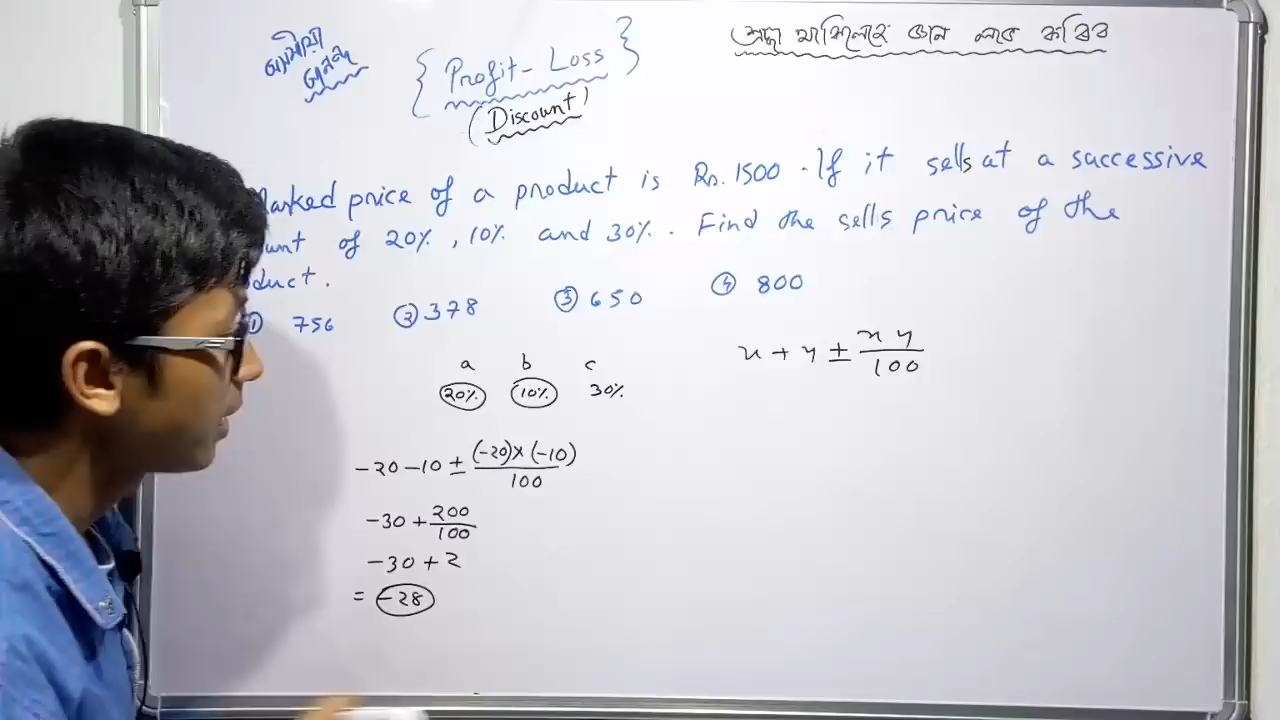 { Profit - Loss }
(Discount)
Marked price of a product is Rs. 1500. If it sells at a successive
ount of 20%, 10% and 30%. Find the sells price of the
duct.
① 756 ② 378 ③ 650 ④ 800
a b c
20% 10% 30%
x + y ± xy/100
-20 -10 ± (-20)×(-10)/100
-30 + 200/100
-30 + 2
= -28